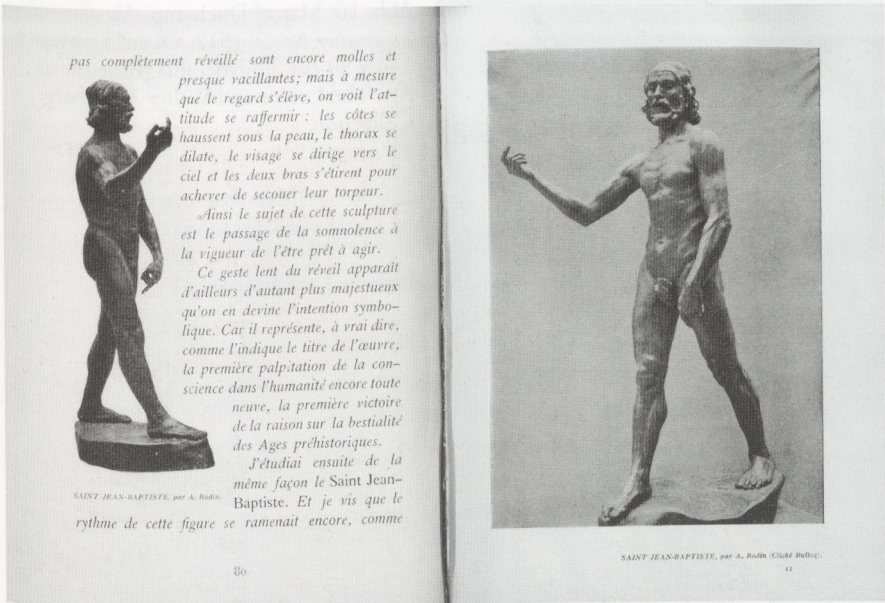 pas complètement réveillé sont encore molles et
presque vacillantes; mais à mesure
que le regard s'élève, on voit l'at-
titude se raffermir : les côtes se
haussent sous la peau, le thorax se
dilate, le visage se dirige vers le
ciel et les deux bras s'étirent pour
achever de secouer leur torpeur.
»Ainsi le sujet de cette sculpture
est le passage de la somnolence à
la vigueur de l'être prêt à agir.
Ce geste lent du réveil apparaît
d'ailleurs d'autant plus majestueux
qu'on en devine l'intention symbo-
lique. Car il représente, à vrai dire,
comme l'indique le titre de l'œuvre,
la première palpitation de la con-
science dans l'humanité encore toute
neuve, la première victoire
de la raison sur la bestialité
des Ages préhistoriques.
J'étudiai ensuite de la
même façon le Saint Jean-
Baptiste. Et je vis que le
rythme de cette figure se ramenait encore, comme
SAINT JEAN-BAPTISTE, par A. Rodin.
80
SAINT JEAN-BAPTISTE, par A. Rodin (Cliché Bulloz).
11